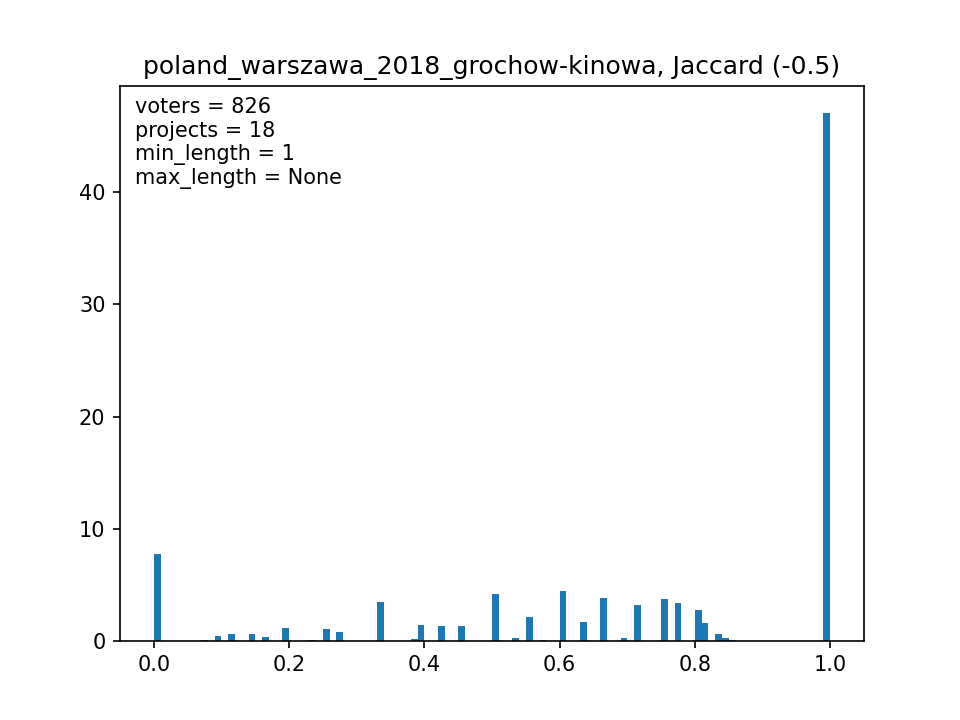 poland_warszawa_2018_grochow-kinowa, Jaccard (-0.5)
voters = 826
projects = 18
min_length = 1
max_length = None
40
30
20
10
0
0.0 0.2 0.4 0.6 0.8 1.0